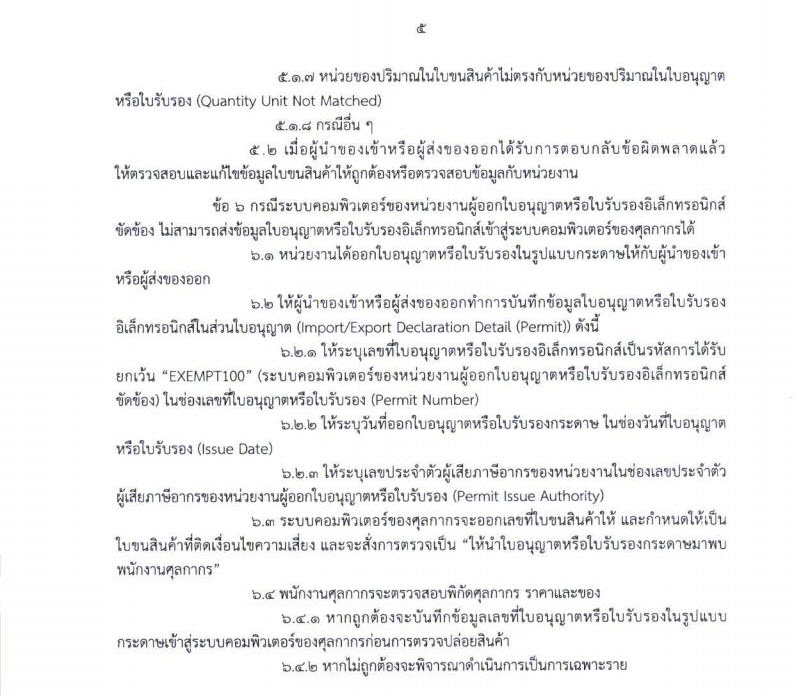 ๕
๕.๑.๗ หน่วยของปริมาณในใบขนสินค้าไม่ตรงกับหน่วยของปริมาณในใบอนุญาต
หรือใบรับรอง (Quantity Unit Not Matched)
๕.๑.๘ กรณีอื่น ๆ
๕.๒ เมื่อผู้นำของเข้าหรือผู้ส่งของออกได้รับการตอบกลับข้อผิดพลาดแล้ว
ให้ตรวจสอบและแก้ไขข้อมูลใบขนสินค้าให้ถูกต้องหรือตรวจสอบข้อมูลกับหน่วยงาน
ข้อ ๖ กรณีระบบคอมพิวเตอร์ของหน่วยงานผู้ออกใบอนุญาตหรือใบรับรองอิเล็กทรอนิกส์
ขัดข้อง ไม่สามารถส่งข้อมูลใบอนุญาตหรือใบรับรองอิเล็กทรอนิกส์เข้าสู่ระบบคอมพิวเตอร์ของศุลกากรได้
๖.๑ หน่วยงานได้ออกใบอนุญาตหรือใบรับรองในรูปแบบกระดาษให้กับผู้นำของเข้า
หรือผู้ส่งของออก
๖.๒ ให้ผู้นำของเข้าหรือผู้ส่งของออกทำการบันทึกข้อมูลใบอนุญาตหรือใบรับรอง
อิเล็กทรอนิกส์ในส่วนใบอนุญาต (Import/Export Declaration Detail (Permit)) ดังนี้
๖.๒.๑ ให้ระบุเลขที่ใบอนุญาตหรือใบรับรองอิเล็กทรอนิกส์เป็นรหัสการได้รับ
ยกเว้น “EXEMPT100” (ระบบคอมพิวเตอร์ของหน่วยงานผู้ออกใบอนุญาตหรือใบรับรองอิเล็กทรอนิกส์
ขัดข้อง) ในช่องเลขที่ใบอนุญาตหรือใบรับรอง (Permit Number)
๖.๒.๒ ให้ระบุวันที่ออกใบอนุญาตหรือใบรับรองกระดาษ ในช่องวันที่ใบอนุญาต
หรือใบรับรอง (Issue Date)
๖.๒.๓ ให้ระบุเลขประจำตัวผู้เสียภาษีอากรของหน่วยงานในช่องเลขประจำตัว
ผู้เสียภาษีอากรของหน่วยงานผู้ออกใบอนุญาตหรือใบรับรอง (Permit Issue Authority)
๖.๓ ระบบคอมพิวเตอร์ของศุลกากรจะออกเลขที่ใบขนสินค้าให้ และกำหนดให้เป็น
ใบขนสินค้าที่ติดเงื่อนไขความเสี่ยง และจะสั่งการตรวจเป็น “ให้นำใบอนุญาตหรือใบรับรองกระดาษมาพบ
พนักงานศุลกากร”
๖.๔ พนักงานศุลกากรจะตรวจสอบพิกัดศุลกากร ราคาและของ
๖.๔.๑ หากถูกต้องจะบันทึกข้อมูลเลขที่ใบอนุญาตหรือใบรับรองในรูปแบบ
กระดาษเข้าสู่ระบบคอมพิวเตอร์ของศุลกากรก่อนการตรวจปล่อยสินค้า
๖.๔.๒ หากไม่ถูกต้องจะพิจารณาดำเนินการเป็นการเฉพาะราย